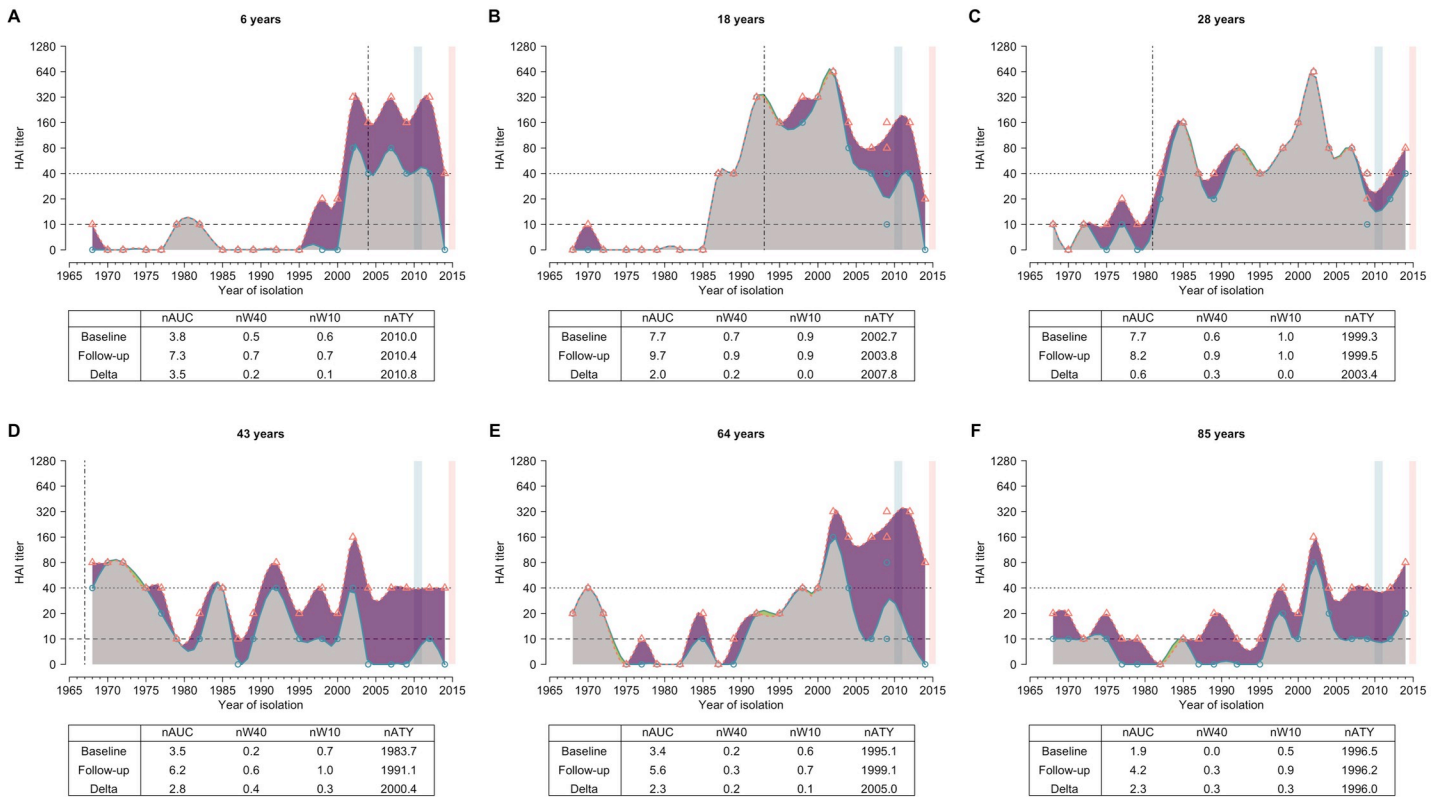 A
6 years
1280
640
320
160
80
40
20
10
0
HAI titer
1965 1970 1975 1980 1985 1990 1995 2000 2005 2010 2015
Year of isolation
nAUC nW40 nW10 nATY
Baseline 3.8 0.5 0.6 2010.0
Follow-up 7.3 0.7 0.7 2010.4
Delta 3.5 0.2 0.1 2010.8
B
18 years
1280
640
320
160
80
40
20
10
0
HAI titer
1965 1970 1975 1980 1985 1990 1995 2000 2005 2010 2015
Year of isolation
nAUC nW40 nW10 nATY
Baseline 7.7 0.7 0.9 2002.7
Follow-up 9.7 0.9 0.9 2003.8
Delta 2.0 0.2 0.0 2007.8
C
28 years
1280
640
320
160
80
40
20
10
0
HAI titer
1965 1970 1975 1980 1985 1990 1995 2000 2005 2010 2015
Year of isolation
nAUC nW40 nW10 nATY
Baseline 7.7 0.6 1.0 1999.3
Follow-up 8.2 0.9 1.0 1999.5
Delta 0.6 0.3 0.0 2003.4
D
43 years
1280
640
320
160
80
40
20
10
0
HAI titer
1965 1970 1975 1980 1985 1990 1995 2000 2005 2010 2015
Year of isolation
nAUC nW40 nW10 nATY
Baseline 3.5 0.2 0.7 1983.7
Follow-up 6.2 0.6 1.0 1991.1
Delta 2.8 0.4 0.3 2000.4
E
64 years
1280
640
320
160
80
40
20
10
0
HAI titer
1965 1970 1975 1980 1985 1990 1995 2000 2005 2010 2015
Year of isolation
nAUC nW40 nW10 nATY
Baseline 3.4 0.2 0.6 1995.1
Follow-up 5.6 0.3 0.7 1999.1
Delta 2.3 0.2 0.1 2005.0
F
85 years
1280
640
320
160
80
40
20
10
0
HAI titer
1965 1970 1975 1980 1985 1990 1995 2000 2005 2010 2015
Year of isolation
nAUC nW40 nW10 nATY
Baseline 1.9 0.0 0.5 1996.5
Follow-up 4.2 0.3 0.9 1996.2
Delta 2.3 0.3 0.3 1996.0